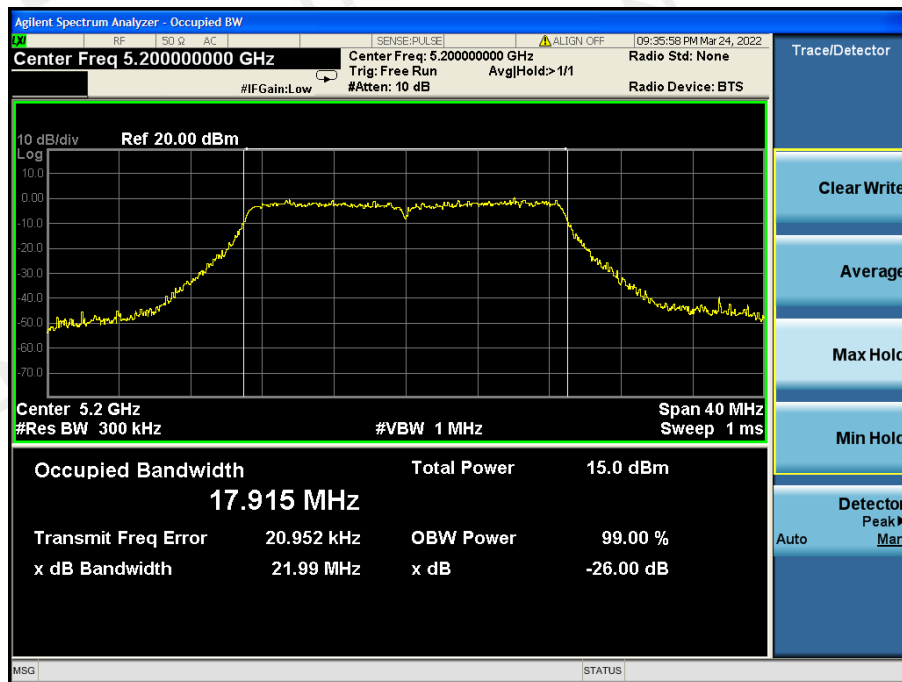 Agilent Spectrum Analyzer - Occupied BW
LXI RF 50 Ω AC SENSE:PULSE ALIGN OFF 09:35:58 PM Mar 24, 2022
Center Freq 5.200000000 GHz
Center Freq: 5.200000000 GHz
Radio Std: None
Trig: Free Run Avg|Hold:>1/1
#IFGain:Low
#Atten: 10 dB
Radio Device: BTS
10 dB/div Ref 20.00 dBm
Log
10.0
0.00
-10.0
-20.0
-30.0
-40.0
-50.0
-60.0
-70.0
Center 5.2 GHz Span 40 MHz
#Res BW 300 kHz #VBW 1 MHz Sweep 1 ms
Occupied Bandwidth Total Power 15.0 dBm
17.915 MHz
Transmit Freq Error 20.952 kHz OBW Power 99.00 %
x dB Bandwidth 21.99 MHz x dB -26.00 dB
MSG STATUS
Trace/Detector
Clear Write
Average
Max Hold
Min Hold
Detector
Peak▶
Auto Man